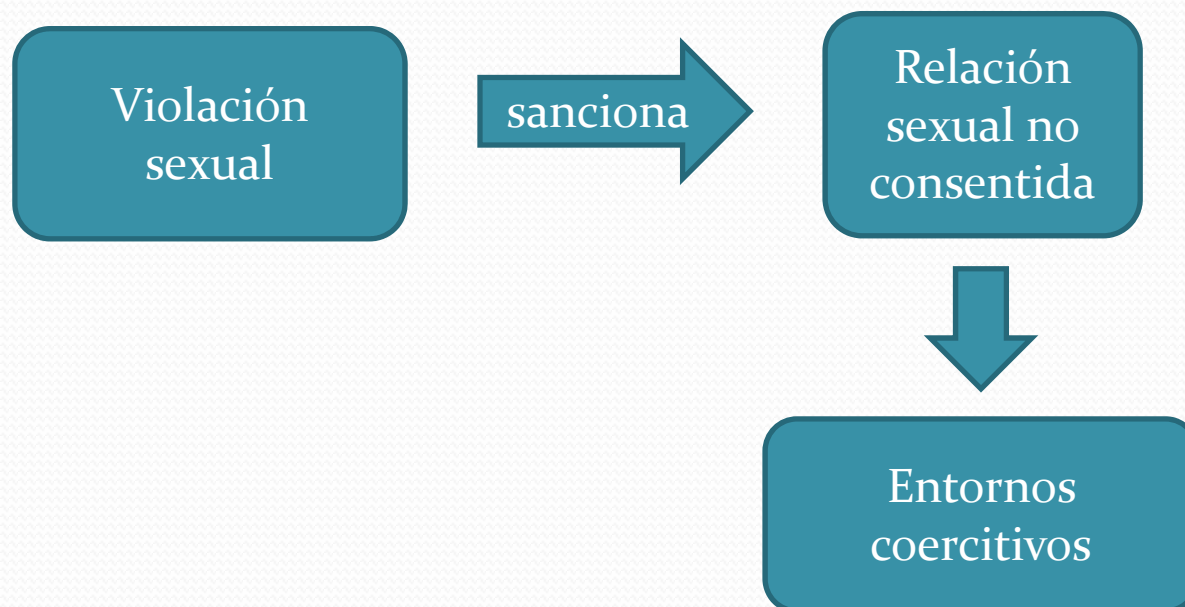 Violación
sexual
sanciona
Relación
sexual no
consentida
Entornos
coercitivos